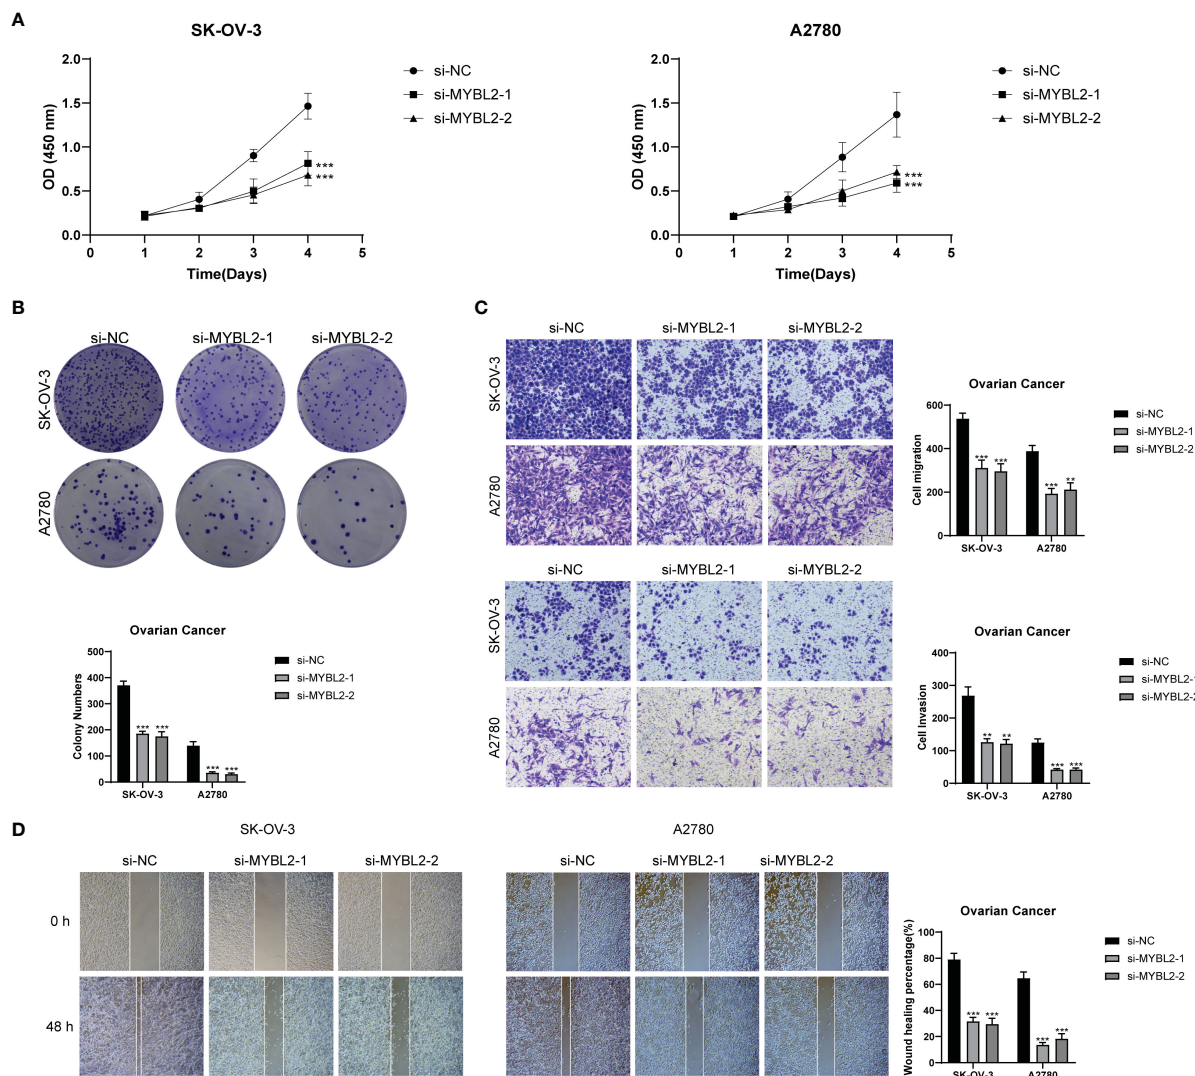 A
SK-OV-3
A2780
2.0
1.5
1.0
0.5
0.0
OD (450 nm)
0 1 2 3 4 5
Time(Days)
si-NC
si-MYBL2-1
si-MYBL2-2
***
***
2.0
1.5
1.0
0.5
0.0
OD (450 nm)
0 1 2 3 4 5
Time(Days)
si-NC
si-MYBL2-1
si-MYBL2-2
***
***
B
si-NC si-MYBL2-1 si-MYBL2-2
SK-OV-3
A2780
Ovarian Cancer
500
400
300
200
100
0
Colony Numbers
*** ***
*** ***
SK-OV-3 A2780
si-NC
si-MYBL2-1
si-MYBL2-2
C
si-NC si-MYBL2-1 si-MYBL2-2
SK-OV-3
A2780
Ovarian Cancer
600
400
200
0
Cell migration
*** ***
*** **
SK-OV-3 A2780
si-NC
si-MYBL2-1
si-MYBL2-2
si-NC si-MYBL2-1 si-MYBL2-2
SK-OV-3
A2780
Ovarian Cancer
400
300
200
100
0
Cell Invasion
** **
*** ***
SK-OV-3 A2780
si-NC
si-MYBL2-1
si-MYBL2-2
D
SK-OV-3 A2780
si-NC si-MYBL2-1 si-MYBL2-2 si-NC si-MYBL2-1 si-MYBL2-2
0 h
48 h
Ovarian Cancer
100
80
60
40
20
0
Wound healing percentage(%)
*** ***
*** ***
SK-OV-3 A2780
si-NC
si-MYBL2-1
si-MYBL2-2